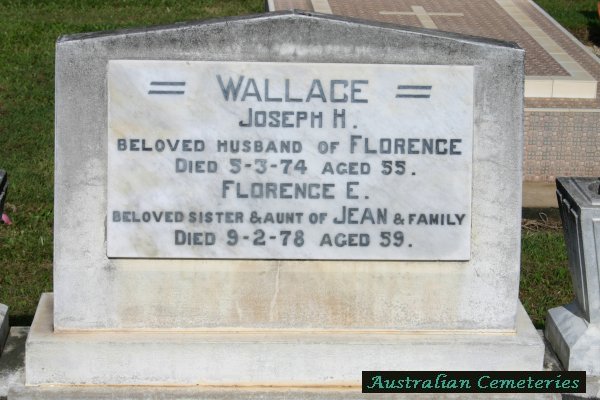 = WALLACE =
JOSEPH H.
BELOVED HUSBAND OF FLORENCE
DIED 5-3-74 AGED 55.
FLORENCE E.
BELOVED SISTER & AUNT OF JEAN & FAMILY
DIED 9-2-78 AGED 59.
Australian Cemeteries